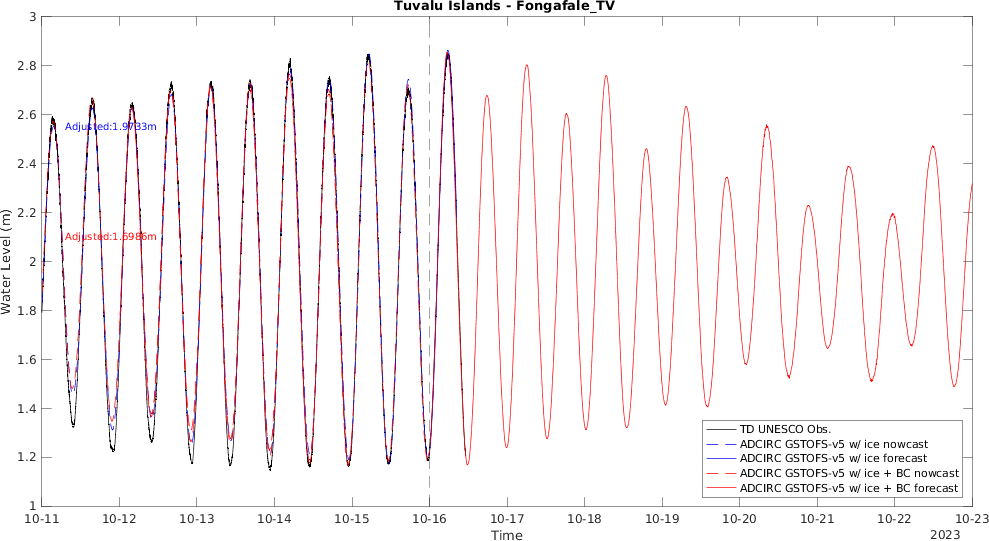 Tuvalu Islands - Fongafale_TV
3
2.8
2.6
2.4
2.2
2
1.8
1.6
1.4
1.2
1
Water Level (m)
Adjusted:1.9733m
Adjusted:1.6986m
TD UNESCO Obs.
ADCIRC GSTOFS-v5 w/ ice nowcast
ADCIRC GSTOFS-v5 w/ ice forecast
ADCIRC GSTOFS-v5 w/ ice + BC nowcast
ADCIRC GSTOFS-v5 w/ ice + BC forecast
10-11 10-12 10-13 10-14 10-15 10-16 10-17 10-18 10-19 10-20 10-21 10-22 10-23
Time
2023